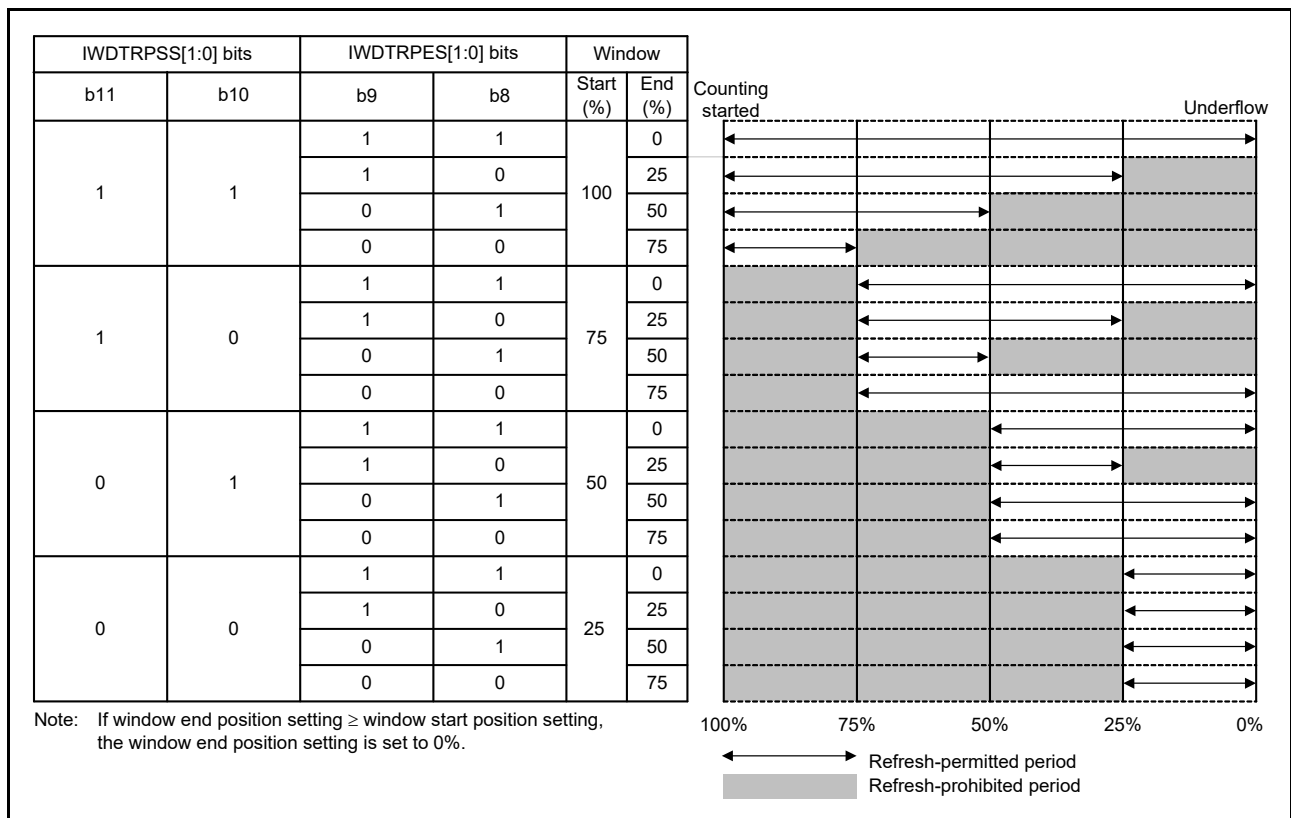 IWDTRPSS[1:0] bits IWDTRPES[1:0] bits Window
b11 b10 b9 b8 Start (%) End (%)
Counting started Underflow
1 1 1 1 100 0
1 0 25
0 1 50
0 0 75
1 0 1 1 75 0
1 0 25
0 1 50
0 0 75
0 1 1 1 50 0
1 0 25
0 1 50
0 0 75
0 0 1 1 25 0
1 0 25
0 1 50
0 0 75
Note: If window end position setting ≥ window start position setting,
the window end position setting is set to 0%.
100% 75% 50% 25% 0%
Refresh-permitted period
Refresh-prohibited period